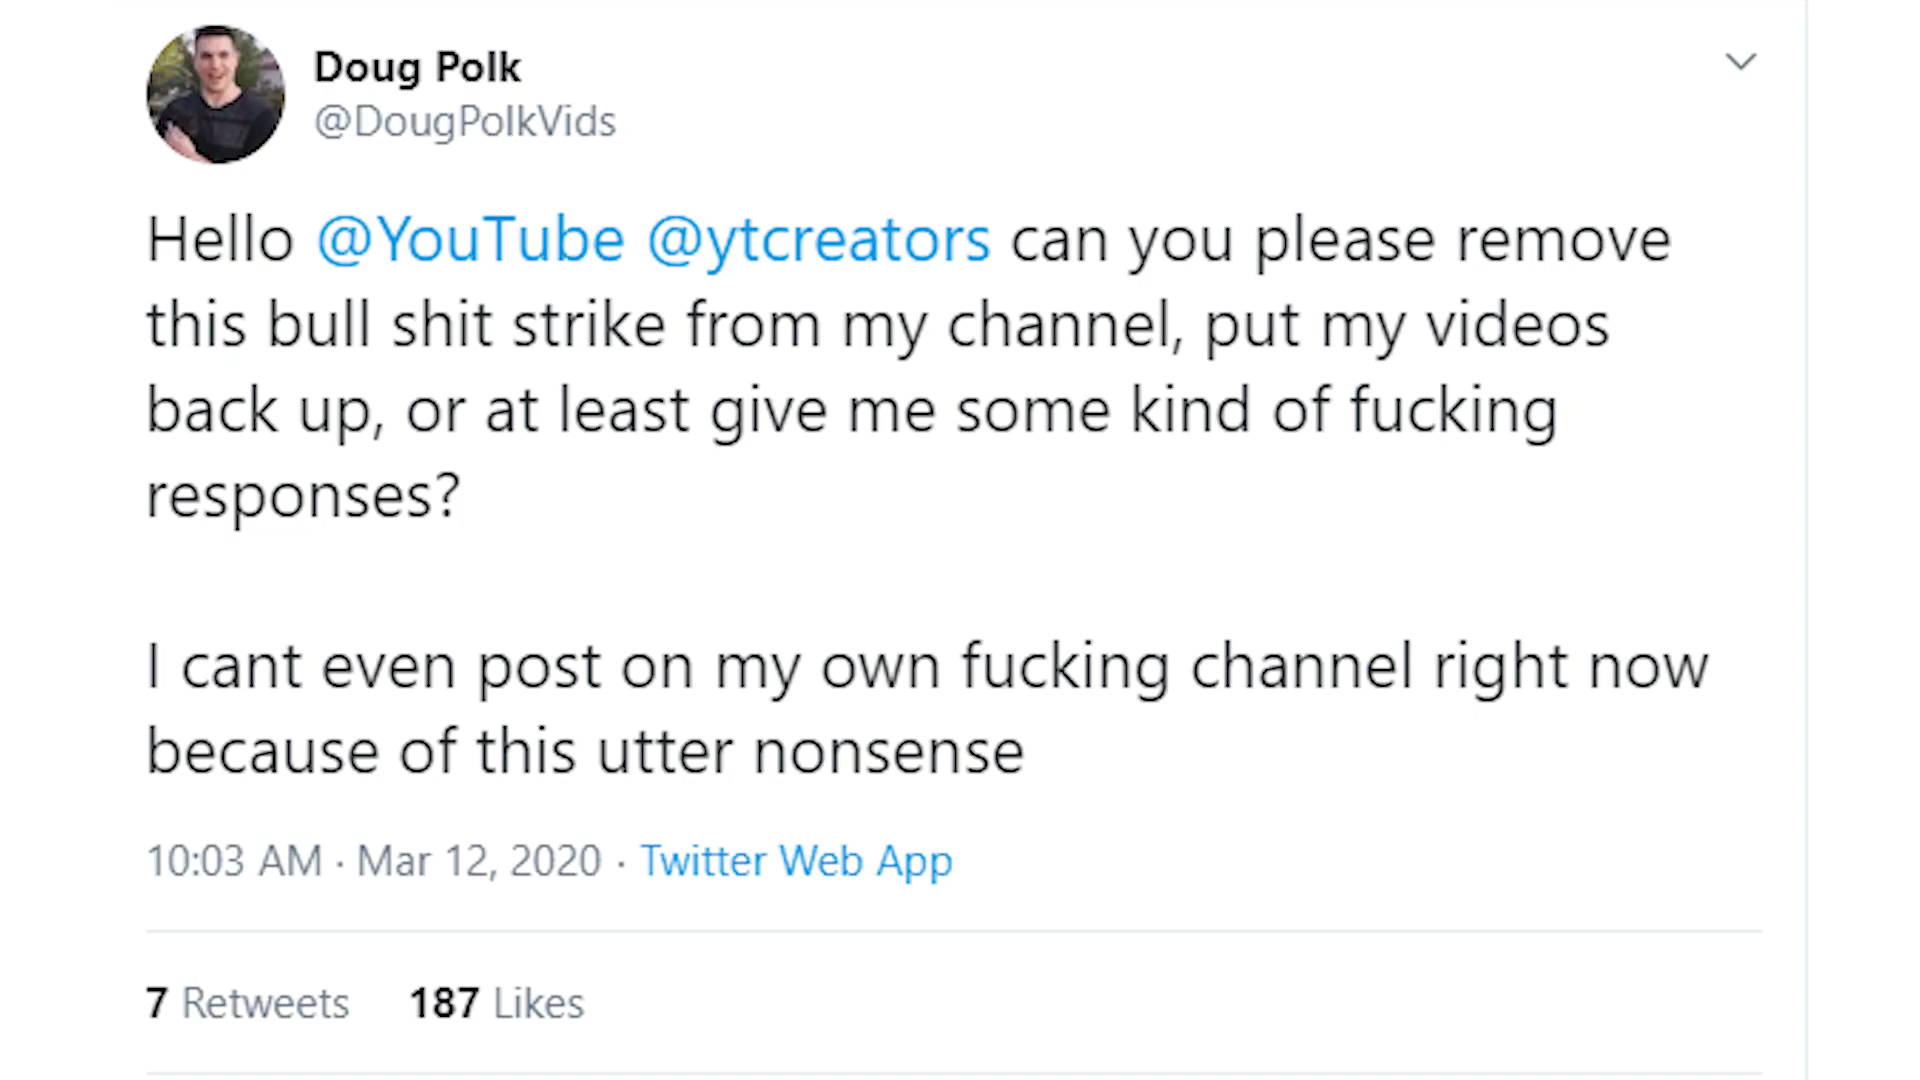 Doug Polk
@DougPolkVids
Hello @YouTube @ytcreators can you please remove
this bull shit strike from my channel, put my videos
back up, or at least give me some kind of fucking
responses?
I cant even post on my own fucking channel right now
because of this utter nonsense
10:03 AM · Mar 12, 2020 · Twitter Web App
7 Retweets 187 Likes